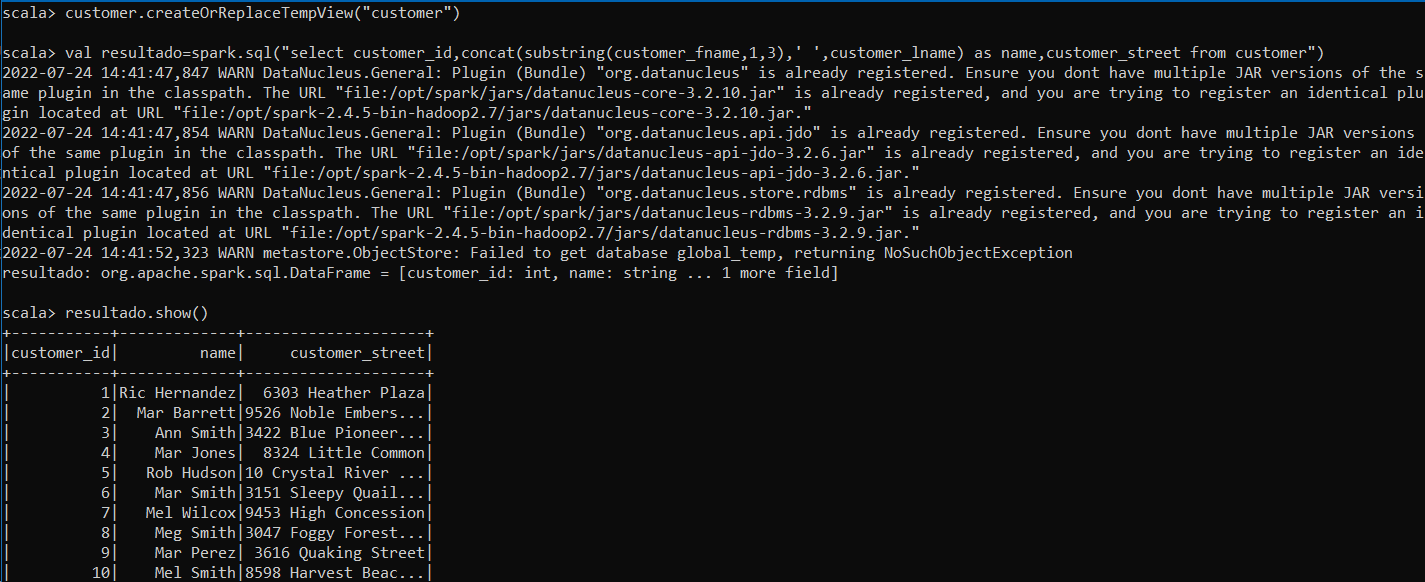 scala> customer.createOrReplaceTempView("customer")
scala> val resultado=spark.sql("select customer_id,concat(substring(customer_fname,1,3),' ',customer_lname) as name,customer_street from customer")
2022-07-24 14:41:47,847 WARN DataNucleus.General: Plugin (Bundle) "org.datanucleus" is already registered. Ensure you dont have multiple JAR versions of the s
ame plugin in the classpath. The URL "file:/opt/spark/jars/datanucleus-core-3.2.10.jar" is already registered, and you are trying to register an identical plu
gin located at URL "file:/opt/spark-2.4.5-bin-hadoop2.7/jars/datanucleus-core-3.2.10.jar."
2022-07-24 14:41:47,854 WARN DataNucleus.General: Plugin (Bundle) "org.datanucleus.api.jdo" is already registered. Ensure you dont have multiple JAR versions
of the same plugin in the classpath. The URL "file:/opt/spark/jars/datanucleus-api-jdo-3.2.6.jar" is already registered, and you are trying to register an ide
ntical plugin located at URL "file:/opt/spark-2.4.5-bin-hadoop2.7/jars/datanucleus-api-jdo-3.2.6.jar."
2022-07-24 14:41:47,856 WARN DataNucleus.General: Plugin (Bundle) "org.datanucleus.store.rdbms" is already registered. Ensure you dont have multiple JAR versi
ons of the same plugin in the classpath. The URL "file:/opt/spark/jars/datanucleus-rdbms-3.2.9.jar" is already registered, and you are trying to register an i
dentical plugin located at URL "file:/opt/spark-2.4.5-bin-hadoop2.7/jars/datanucleus-rdbms-3.2.9.jar."
2022-07-24 14:41:52,323 WARN metastore.ObjectStore: Failed to get database global_temp, returning NoSuchObjectException
resultado: org.apache.spark.sql.DataFrame = [customer_id: int, name: string ... 1 more field]
scala> resultado.show()
+-----------+-------------+--------------------+
|customer_id|         name|     customer_street|
+-----------+-------------+--------------------+
|          1|Ric Hernandez|  6303 Heather Plaza|
|          2|  Mar Barrett|9526 Noble Embers...|
|          3|    Ann Smith|3422 Blue Pioneer...|
|          4|    Mar Jones|  8324 Little Common|
|          5|   Rob Hudson|10 Crystal River ...|
|          6|    Mar Smith|3151 Sleepy Quail...|
|          7|   Mel Wilcox|9453 High Concession|
|          8|    Meg Smith|3047 Foggy Forest...|
|          9|    Mar Perez| 3616 Quaking Street|
|         10|    Mel Smith|8598 Harvest Beac...|